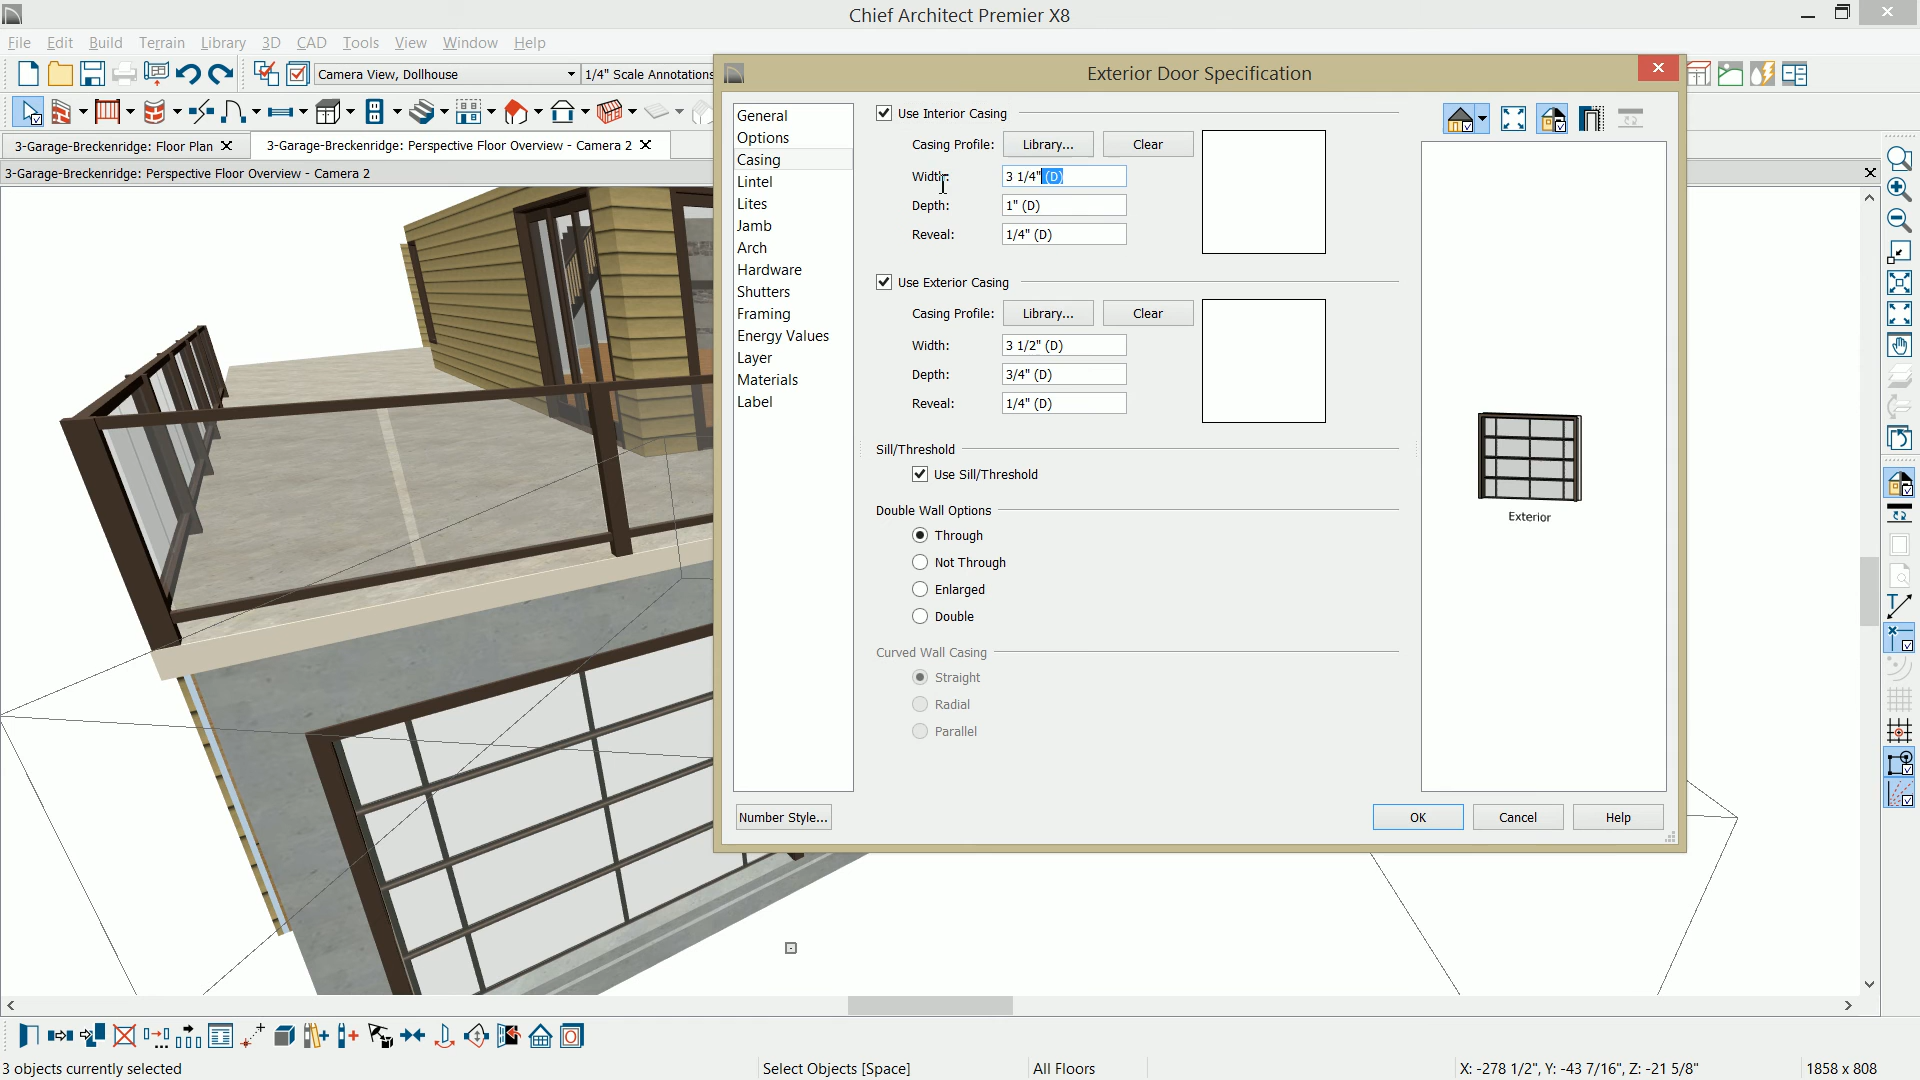 Chief Architect Premier X8
File Edit Build Terrain Library 3D CAD Tools View Window Help
Camera View, Dollhouse
1/4" Scale Annotations
3-Garage-Breckenridge: Floor Plan
3-Garage-Breckenridge: Perspective Floor Overview - Camera 2
3-Garage-Breckenridge: Perspective Floor Overview - Camera 2
Exterior Door Specification
General
Options
Casing
Lintel
Lites
Jamb
Arch
Hardware
Shutters
Framing
Energy Values
Layer
Materials
Label
Use Interior Casing
Casing Profile: Library... Clear
Width: 3 1/4" (D)
Depth: 1" (D)
Reveal: 1/4" (D)
Use Exterior Casing
Casing Profile: Library... Clear
Width: 3 1/2" (D)
Depth: 3/4" (D)
Reveal: 1/4" (D)
Sill/Threshold
Use Sill/Threshold
Double Wall Options
Through
Not Through
Enlarged
Double
Curved Wall Casing
Straight
Radial
Parallel
Exterior
Number Style... OK Cancel Help
3 objects currently selected
Select Objects [Space]
All Floors
X: -278 1/2", Y: -43 7/16", Z: -21 5/8"
1858 x 808